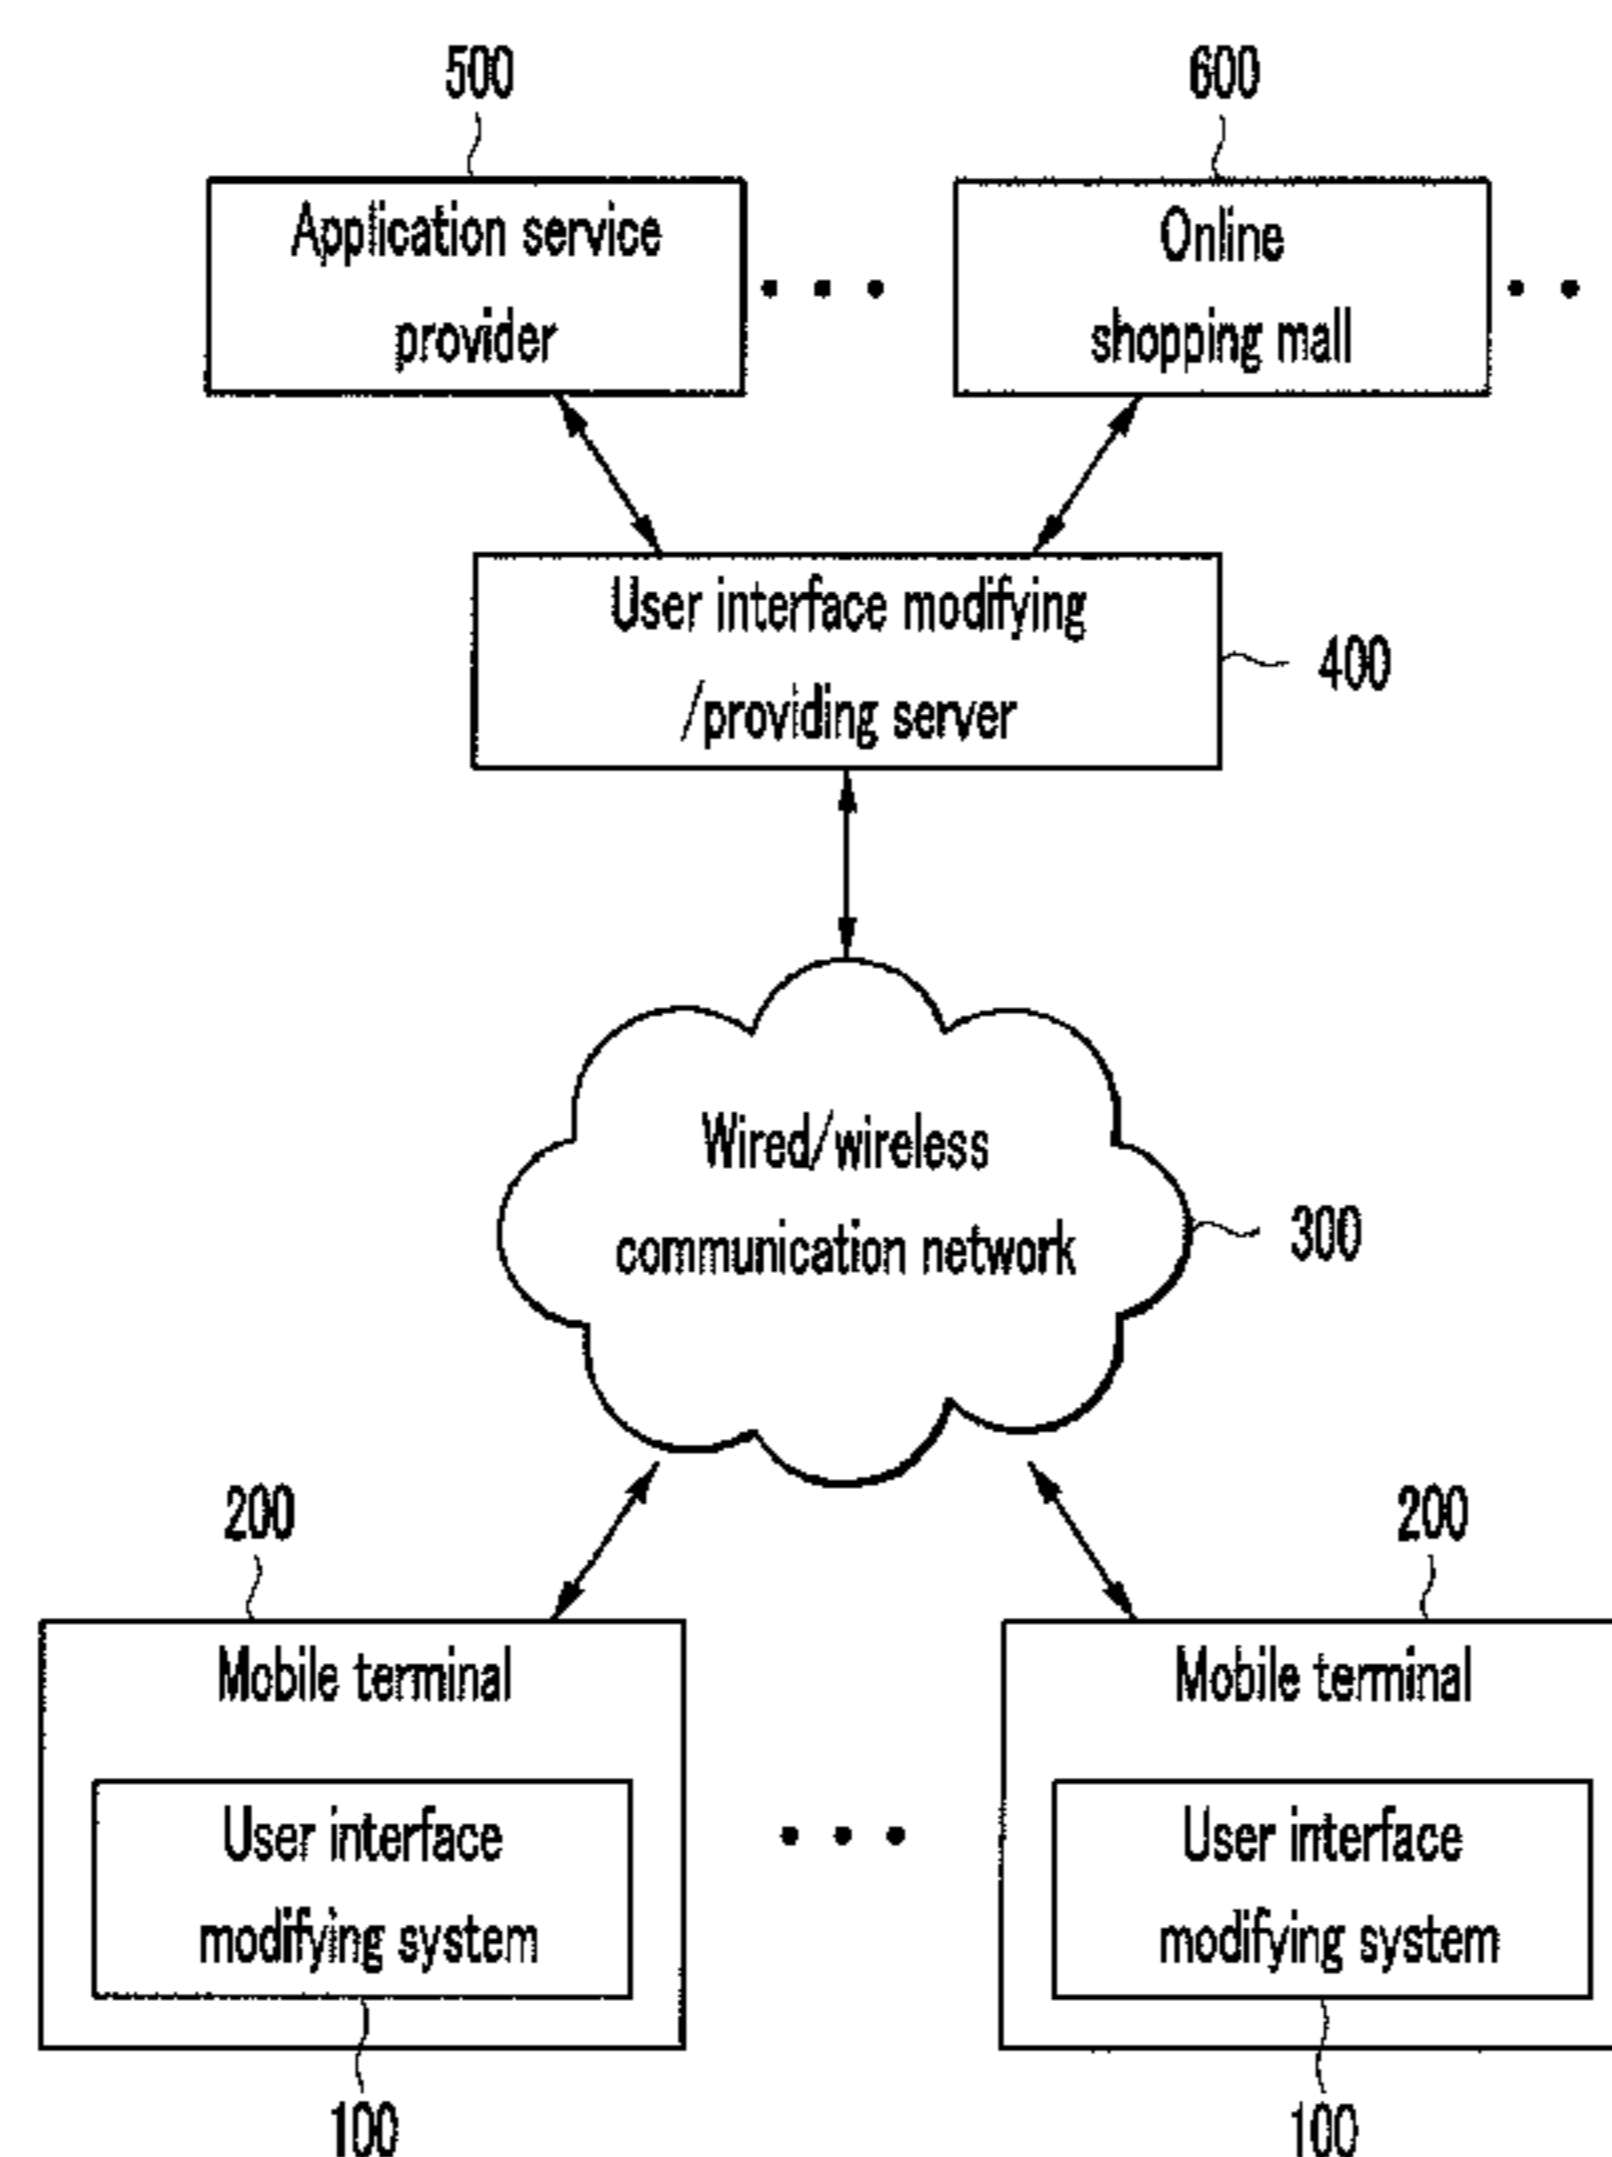 500
600
Application service
provider
Online
shopping mall
User interface modifying
/providing server
400
Wired/wireless
communication network
300
200
200
Mobile terminal
Mobile terminal
User interface
modifying system
User interface
modifying system
100
100